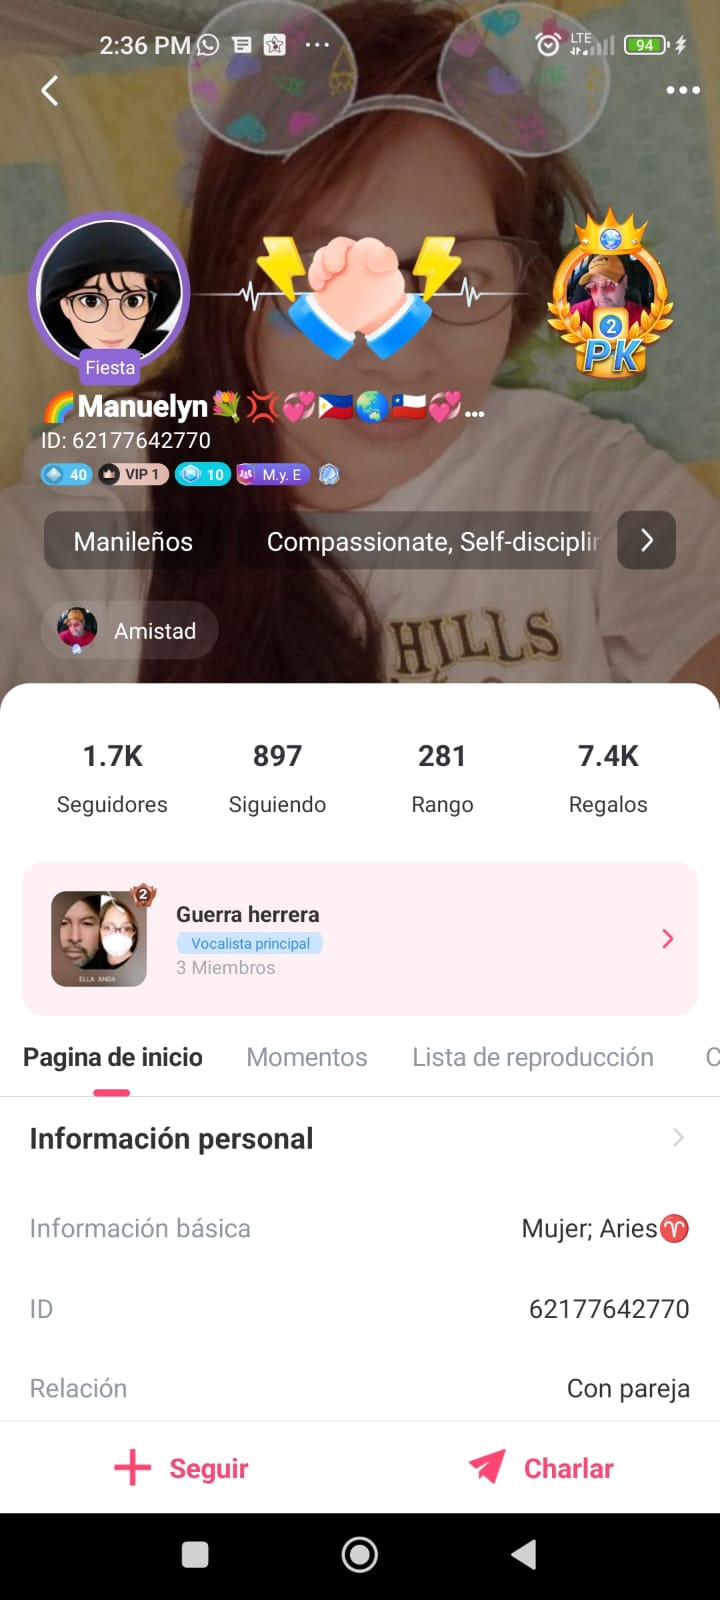 2:36 PM
LTE
94
Fiesta
2
PK
Manuelyn
...
ID: 62177642770
40
VIP 1
10
M.y. E
Manileños
Compassionate, Self-disciplin
Amistad
HILLS
1.7K
897
281
7.4K
Seguidores
Siguiendo
Rango
Regalos
2
Guerra herrera
Vocalista principal
3 Miembros
ELLA ANDA
Pagina de inicio
Momentos
Lista de reproducción
C
Información personal
Información básica
Mujer; Aries
ID
62177642770
Relación
Con pareja
Seguir
Charlar